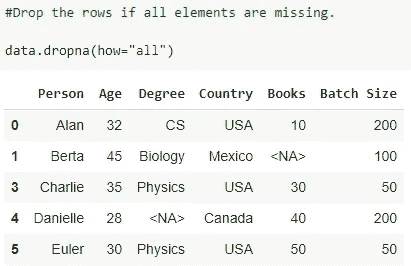 #Drop the rows if all elements are missing.
data.dropna(how="all")
Person Age Degree Country Books Batch Size
0 Alan 32 CS USA 10 200
1 Berta 45 Biology Mexico <NA> 100
3 Charlie 35 Physics USA 30 50
4 Danielle 28 <NA> Canada 40 200
5 Euler 30 Physics USA 50 50